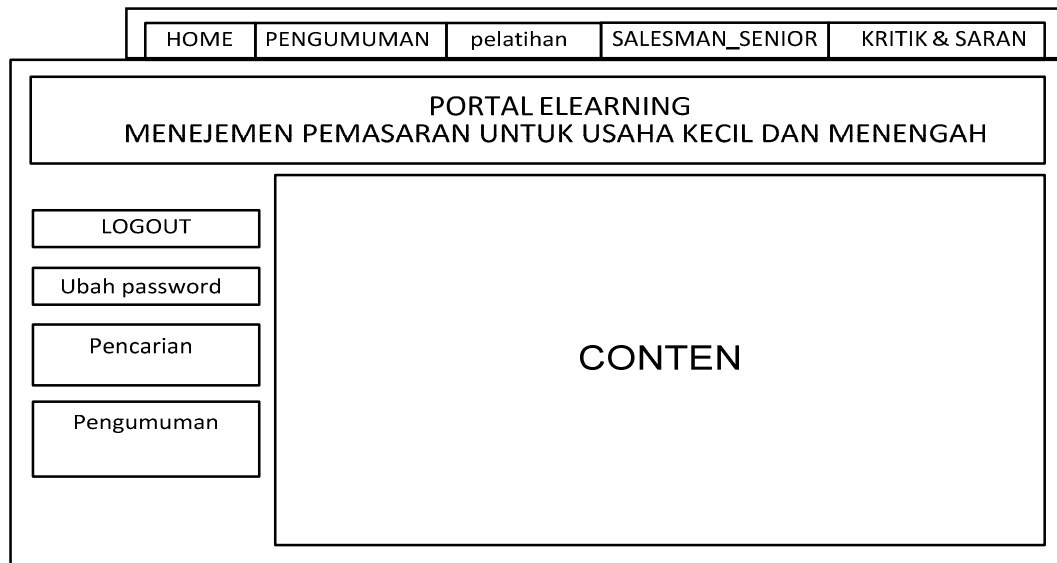 HOME
PENGUMUMAN
pelatihan
SALESMAN_SENIOR
KRITIK & SARAN
PORTAL ELEARNING
MENEJEMEN PEMASARAN UNTUK USAHA KECIL DAN MENENGAH
LOGOUT
Ubah password
Pencarian
Pengumuman
CONTEN